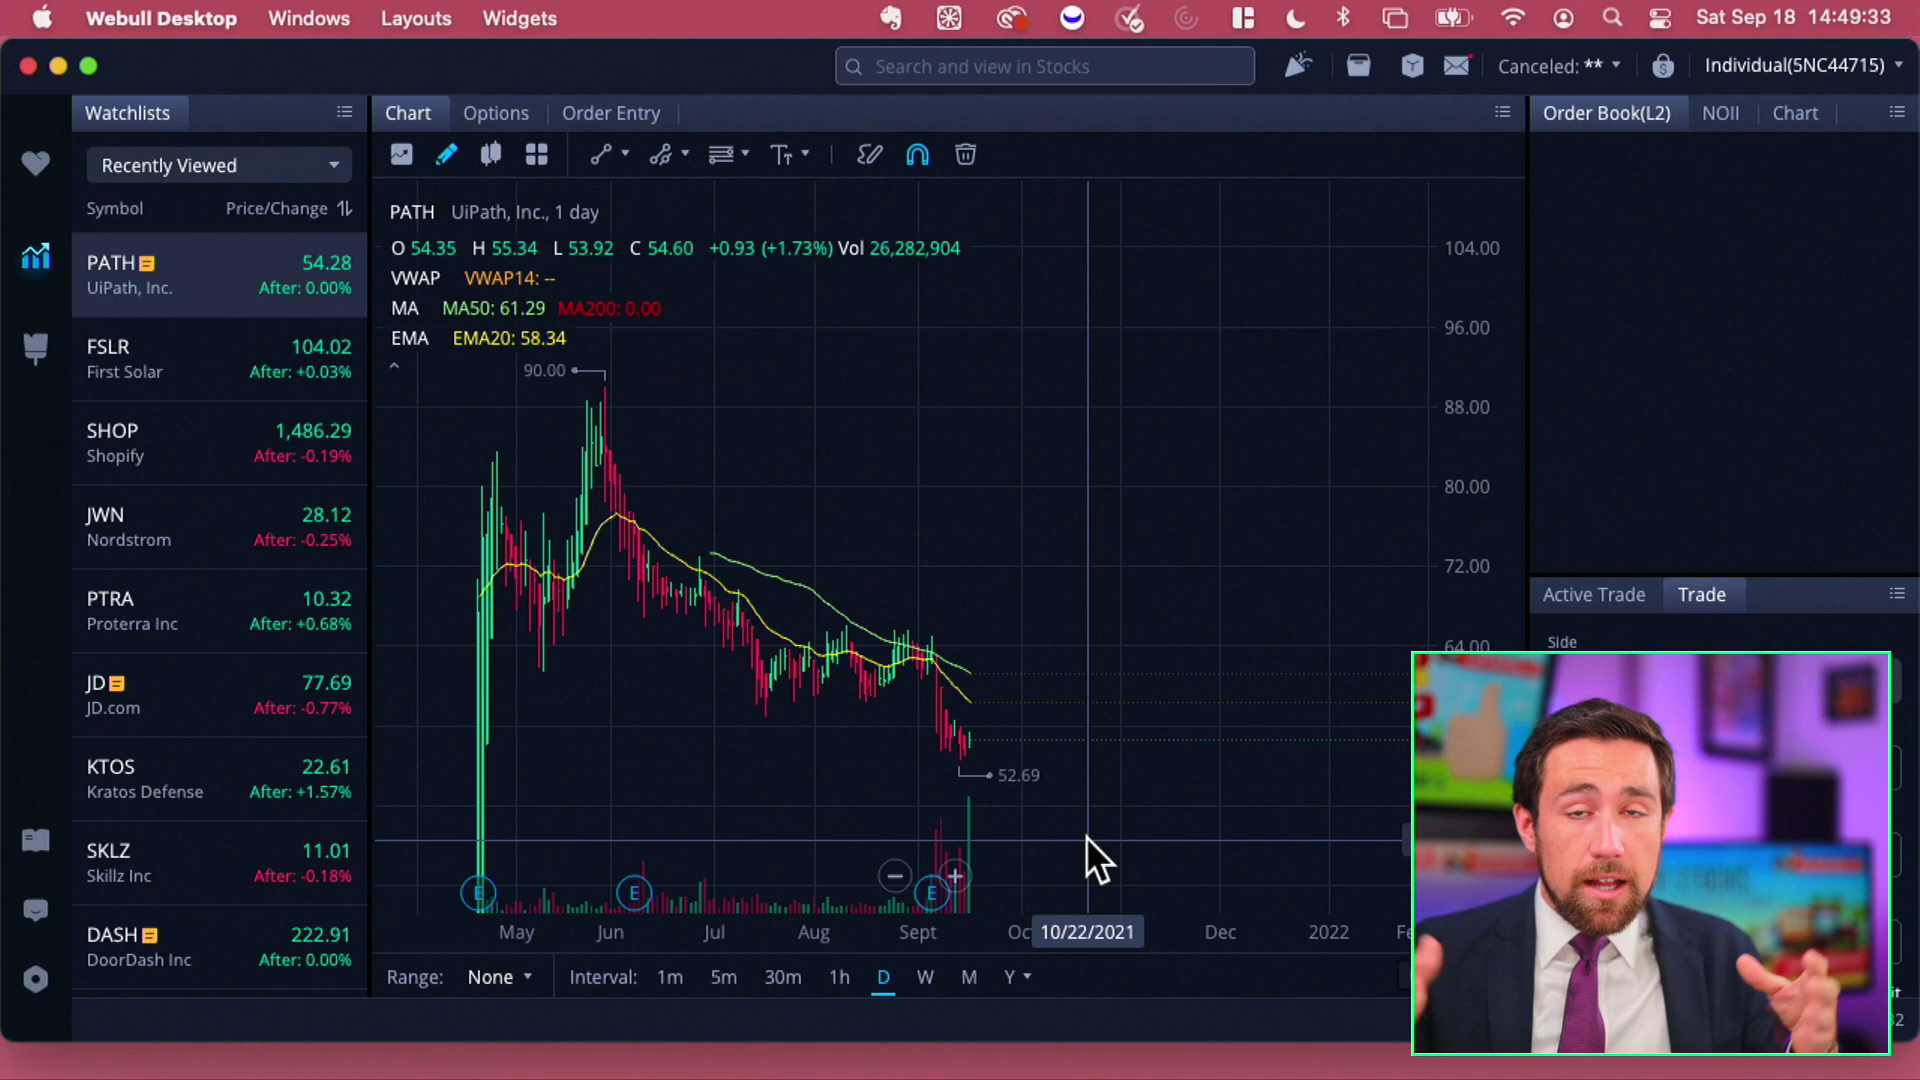 Webull Desktop Windows Layouts Widgets
Sat Sep 18 14:49:33
Search and view in Stocks
Canceled: **
Individual(5NC44715)
Watchlists
Chart Options Order Entry
Order Book(L2) NOII Chart
Recently Viewed
Symbol Price/Change
PATH 54.28
UiPath, Inc. After: 0.00%
FSLR 104.02
First Solar After: +0.03%
SHOP 1,486.29
Shopify After: -0.19%
JWN 28.12
Nordstrom After: -0.25%
PTRA 10.32
Proterra Inc After: +0.68%
JD 77.69
JD.com After: -0.77%
KTOS 22.61
Kratos Defense After: +1.57%
SKLZ 11.01
Skillz Inc After: -0.18%
DASH 222.91
DoorDash Inc After: 0.00%
PATH UiPath, Inc., 1 day
O 54.35 H 55.34 L 53.92 C 54.60 +0.93 (+1.73%) Vol 26,282,904
VWAP VWAP14: --
MA MA50: 61.29 MA200: 0.00
EMA EMA20: 58.34
90.00
52.69
104.00
96.00
88.00
80.00
72.00
64.00
E E E
May Jun Jul Aug Sept Oc 10/22/2021 Dec 2022 Fe
Range: None Interval: 1m 5m 30m 1h D W M Y
Active Trade Trade
Side